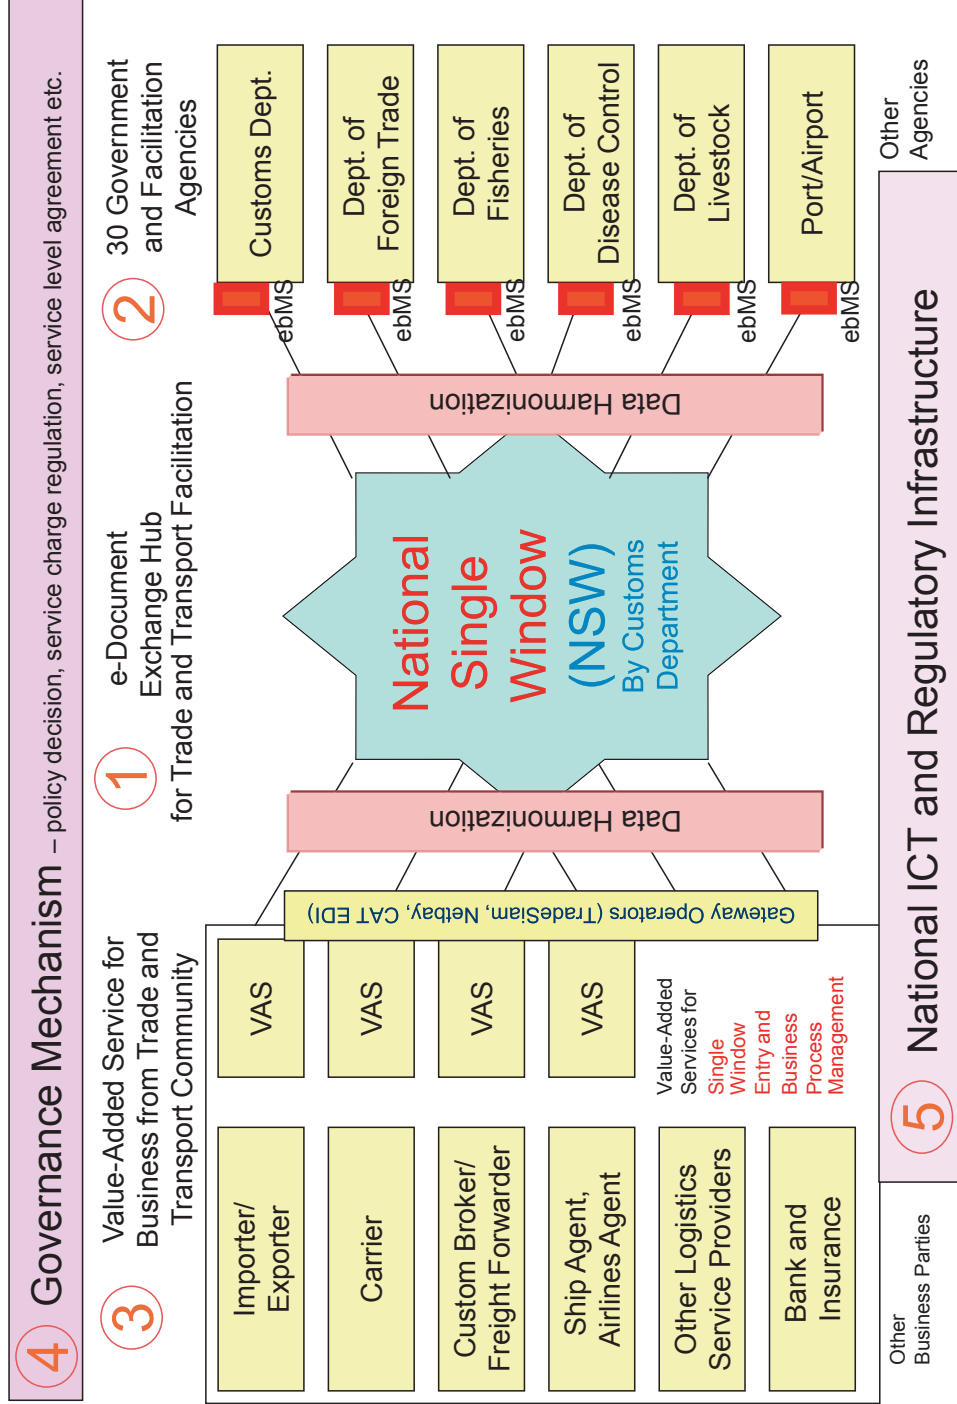 4 Governance Mechanism – policy decision, service charge regulation, service level agreement etc.
3
Value-Added Service for
Business from Trade and
Transport Community
1
e-Document
Exchange Hub
for Trade and Transport Facilitation
2
30 Government
and Facilitation
Agencies
Importer/
Exporter
Carrier
Custom Broker/
Freight Forwarder
Ship Agent,
Airlines Agent
Other Logistics
Service Providers
Bank and
Insurance
Other
Business Parties
VAS
VAS
VAS
VAS
Value-Added
Services for
Single
Window
Entry and
Business
Process
Management
Gateway Operators (TradeSiam, Netbay, CAT EDI)
Data Harmonization
National
Single
Window
(NSW)
By Customs
Department
Data Harmonization
ebMS
ebMS
ebMS
ebMS
ebMS
ebMS
Customs Dept.
Dept. of
Foreign Trade
Dept. of
Fisheries
Dept. of
Disease Control
Dept. of
Livestock
Port/Airport
Other
Agencies
5 National ICT and Regulatory Infrastructure